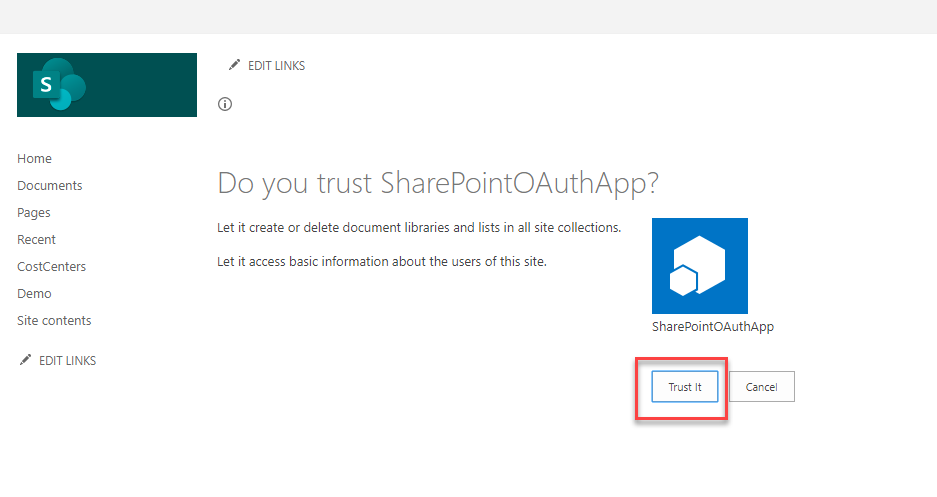 S
EDIT LINKS
Home
Documents
Pages
Recent
CostCenters
Demo
Site contents
EDIT LINKS
Do you trust SharePointOAuthApp?
Let it create or delete document libraries and lists in all site collections.
Let it access basic information about the users of this site.
SharePointOAuthApp
Trust It
Cancel